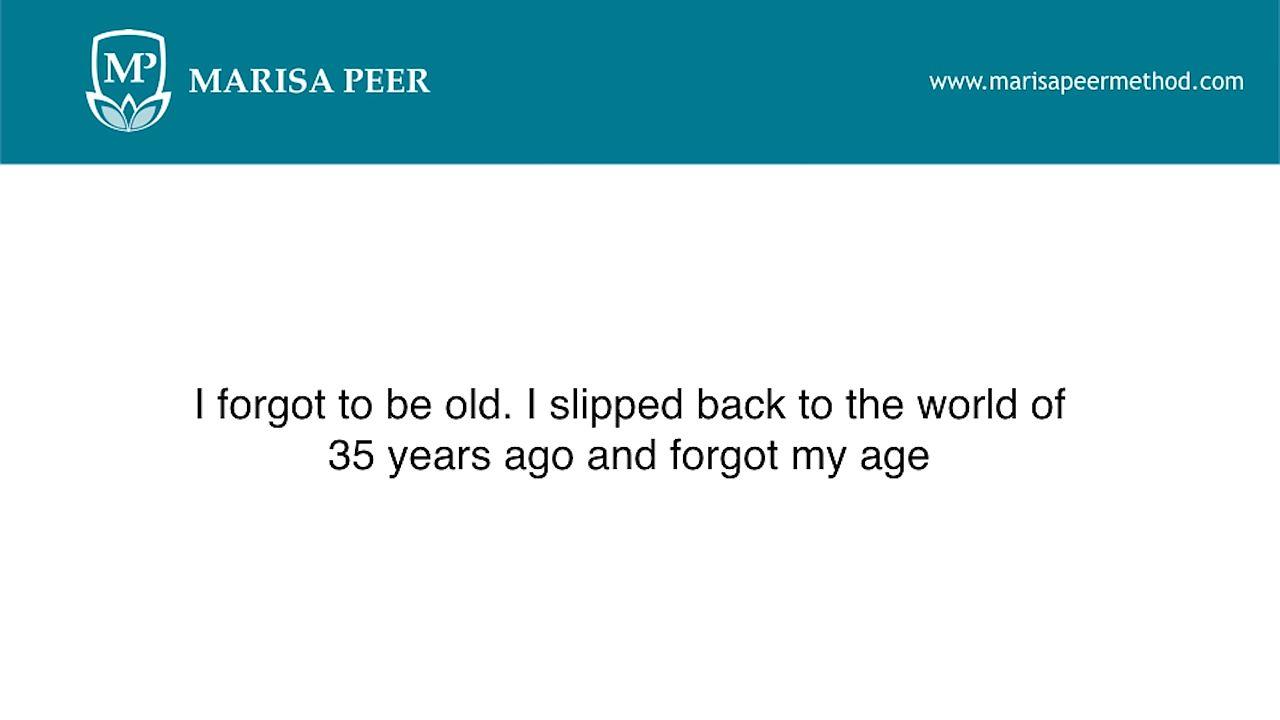 MP
MARISA PEER
www.marisapeermethod.com
I forgot to be old. I slipped back to the world of
35 years ago and forgot my age